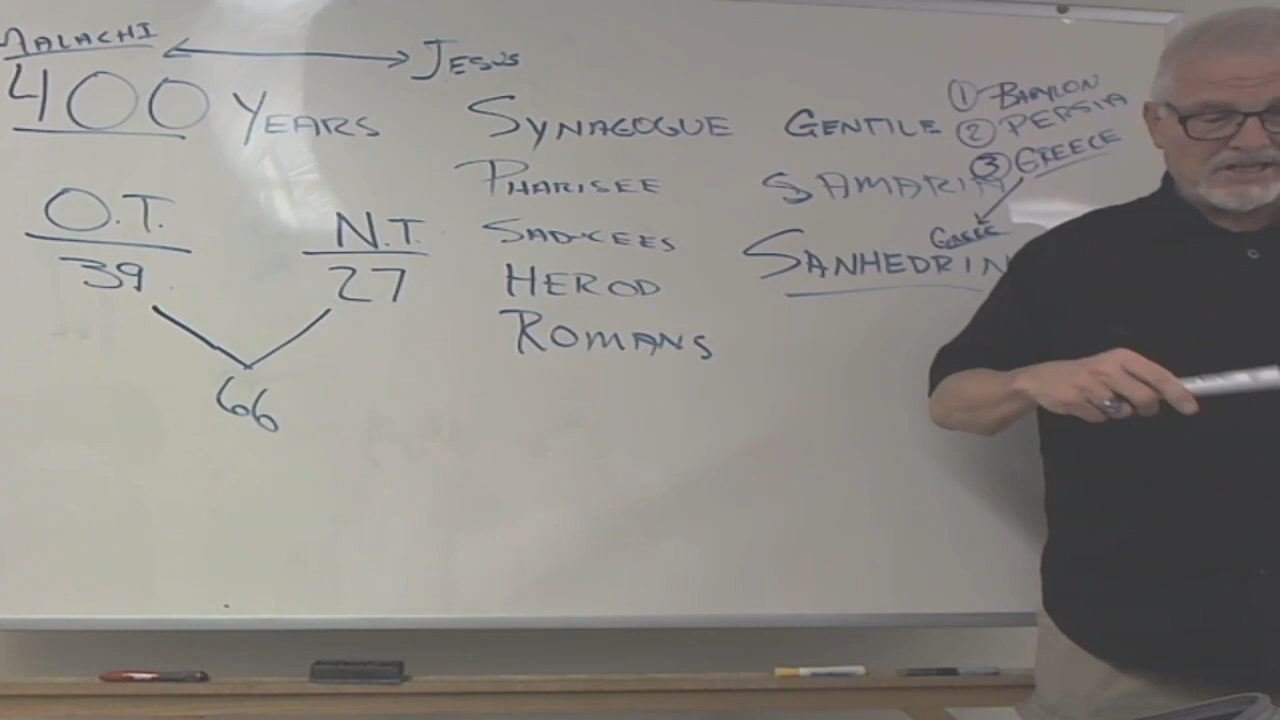 MALACHI
JESUS
400 YEARS
O.T.
39
N.T.
27
66
SYNAGOGUE
PHARISEE
HEROD
ROMANS
GENTILE
SANHEDRIN
① BABYLON
② PERSIA
③ GREECE